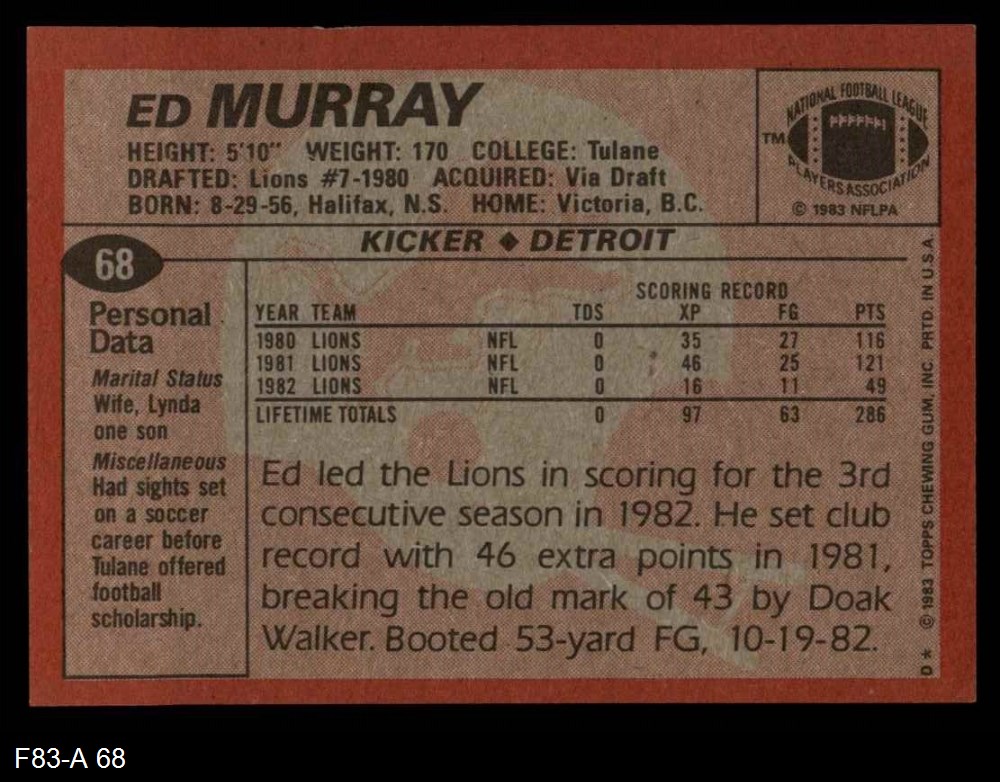 ED MURRAY
HEIGHT: 5'10" WEIGHT: 170 COLLEGE: Tulane
DRAFTED: Lions #7-1980 ACQUIRED: Via Draft
BORN: 8-29-56, Halifax, N.S. HOME: Victoria, B.C.
NATIONAL FOOTBALL LEAGUE
TM
PLAYERS ASSOCIATION
© 1983 NFLPA
KICKER ◆ DETROIT
68
Personal
Data
Marital Status
Wife, Lynda
one son
Miscellaneous
Had sights set
on a soccer
career before
Tulane offered
football
scholarship.
SCORING RECORD
YEAR TEAM TDS XP FG PTS
1980 LIONS NFL 0 35 27 116
1981 LIONS NFL 0 46 25 121
1982 LIONS NFL 0 16 11 49
LIFETIME TOTALS 0 97 63 286
Ed led the Lions in scoring for the 3rd
consecutive season in 1982. He set club
record with 46 extra points in 1981,
breaking the old mark of 43 by Doak
Walker. Booted 53-yard FG, 10-19-82.
D* © 1983 TOPPS CHEWING GUM, INC. PRTD. IN U.S.A.
F83-A 68